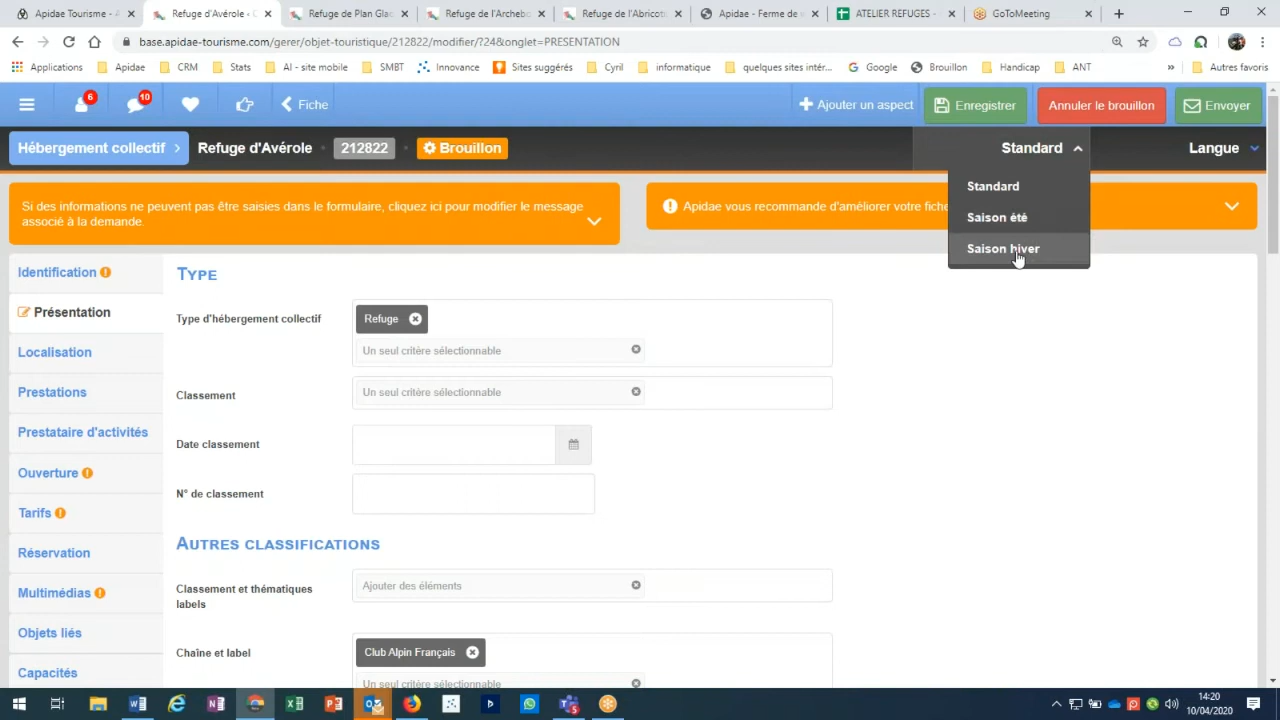 Apidae Tourisme - A
Refuge d'Avérole - C
Refuge de Plan Glac
Refuge de l'Archebo
Refuge de l'Abricoti
Apidae - Ferme de w
ATELIER REFUGES -
GoToMeeting
base.apidae-tourisme.com/gerer/objet-touristique/212822/modifier/?24&onglet=PRESENTATION
Applications
Apidae
CRM
Stats
AI - site mobile
SMBT
Innovance
Sites suggérés
Cyril
informatique
quelques sites intér...
Google
Brouillon
Handicap
ANT
»
Autres favoris
6
10
Fiche
Ajouter un aspect
Enregistrer
Annuler le brouillon
Envoyer
Hébergement collectif
Refuge d'Avérole
212822
Brouillon
Standard
Langue
Standard
Saison été
Saison hiver
Si des informations ne peuvent pas être saisies dans le formulaire, cliquez ici pour modifier le message
associé à la demande.
Apidae vous recommande d'améliorer votre fiche
Identification
Présentation
Localisation
Prestations
Prestataire d'activités
Ouverture
Tarifs
Réservation
Multimédias
Objets liés
Capacités
TYPE
Type d'hébergement collectif
Refuge
Un seul critère sélectionnable
Classement
Un seul critère sélectionnable
Date classement
N° de classement
AUTRES CLASSIFICATIONS
Classement et thématiques
labels
Ajouter des éléments
Chaîne et label
Club Alpin Français
Un seul critère sélectionnable
14:20
10/04/2020